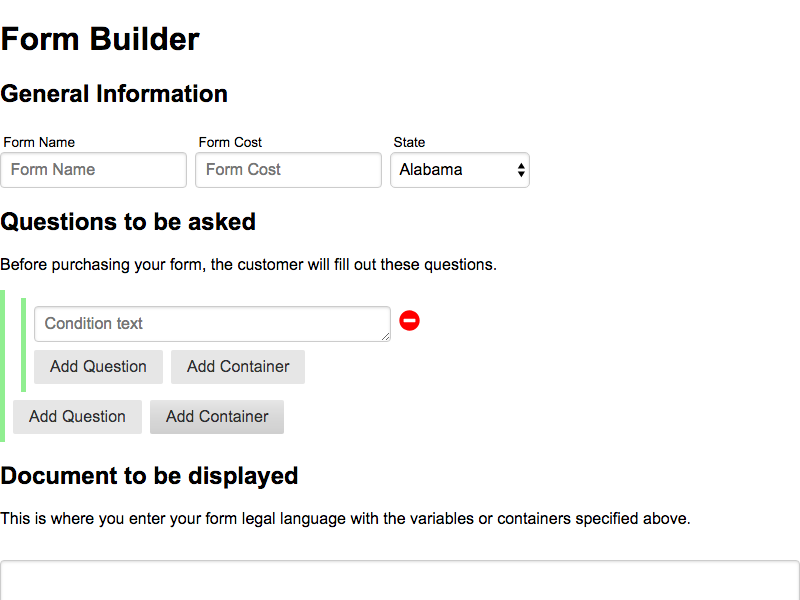 Form Builder
General Information
Form Name Form Cost State
Form Name Form Cost Alabama
Questions to be asked
Before purchasing your form, the customer will fill out these questions.
Condition text
Add Question Add Container
Add Question Add Container
Document to be displayed
This is where you enter your form legal language with the variables or containers specified above.